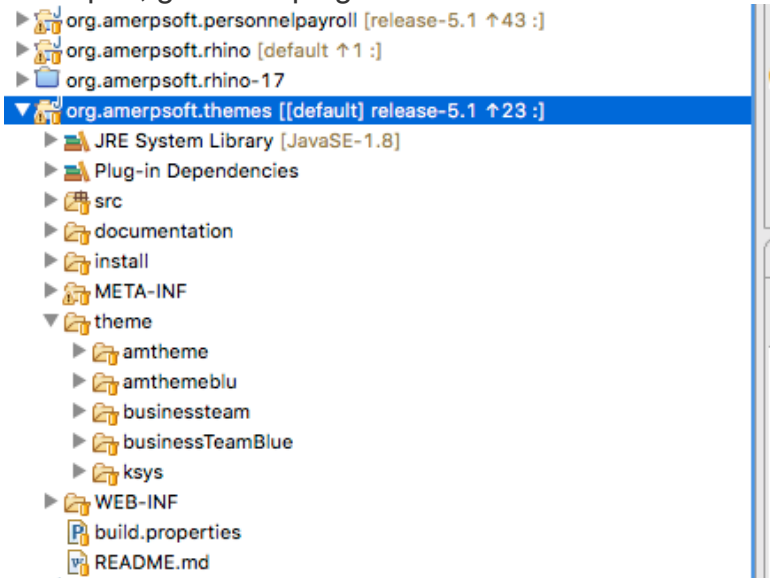 org.amerpsoft.personnelpayroll [release-5.1 ↑43 :]
org.amerpsoft.rhino [default ↑1 :]
org.amerpsoft.rhino-17
org.amerpsoft.themes [[default] release-5.1 ↑23 :]
JRE System Library [JavaSE-1.8]
Plug-in Dependencies
src
documentation
install
META-INF
theme
amtheme
amthemeblu
businessteam
businessTeamBlue
ksys
WEB-INF
build.properties
README.md